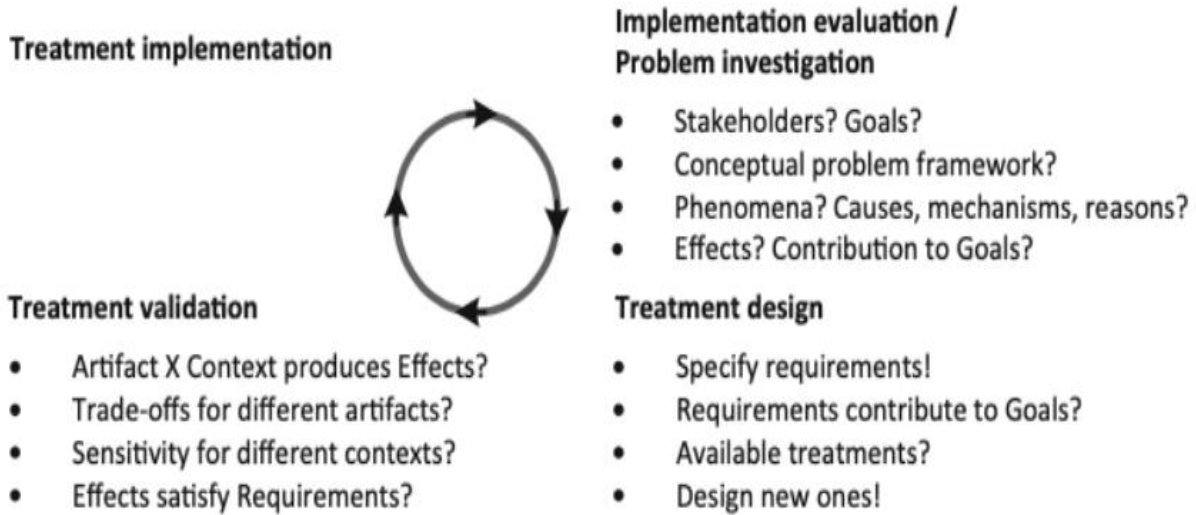 Treatment implementation
Implementation evaluation /
Problem investigation
• Stakeholders? Goals?
• Conceptual problem framework?
• Phenomena? Causes, mechanisms, reasons?
• Effects? Contribution to Goals?
Treatment validation
• Artifact X Context produces Effects?
• Trade-offs for different artifacts?
• Sensitivity for different contexts?
• Effects satisfy Requirements?
Treatment design
• Specify requirements!
• Requirements contribute to Goals?
• Available treatments?
• Design new ones!